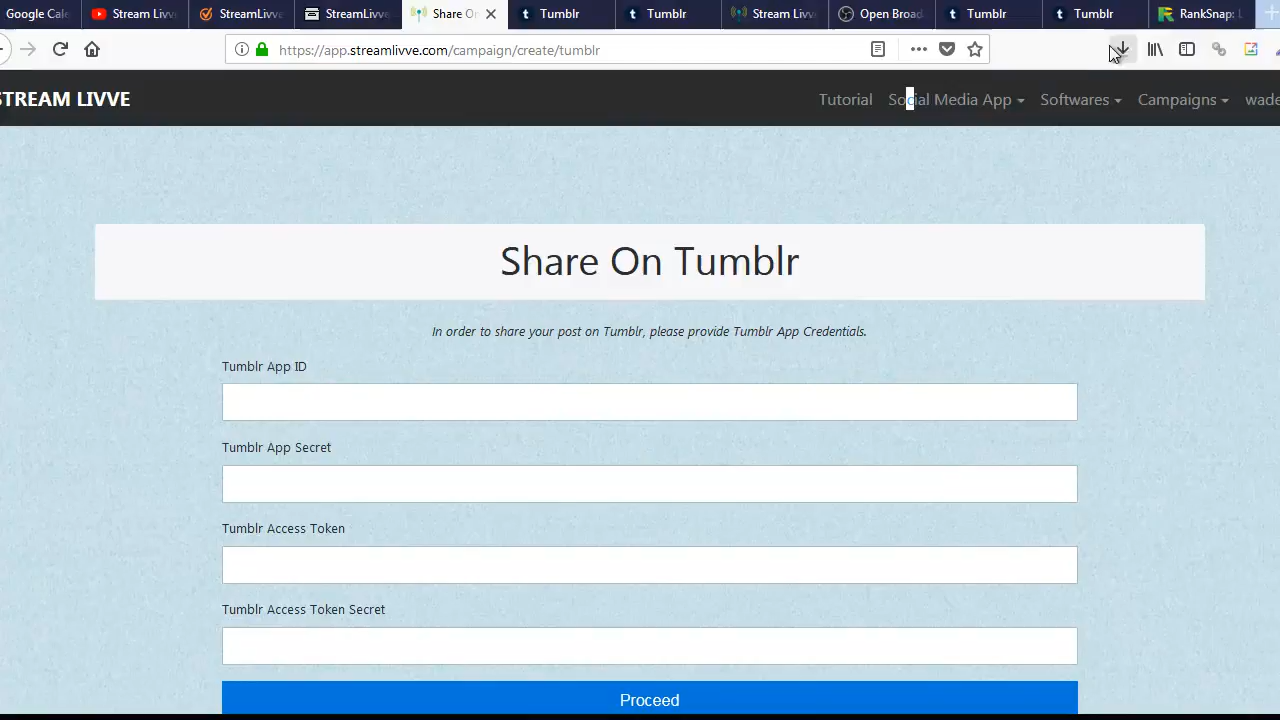 Google Cale
Stream Livve
StreamLivve
StreamLivve
Share On
Tumblr
Tumblr
Stream Livve
Open Broad
Tumblr
Tumblr
RankSnap: L
https://app.streamlivve.com/campaign/create/tumblr
STREAM LIVVE
Tutorial
Social Media App
Softwares
Campaigns
wade
Share On Tumblr
In order to share your post on Tumblr, please provide Tumblr App Credentials.
Tumblr App ID
Tumblr App Secret
Tumblr Access Token
Tumblr Access Token Secret
Proceed